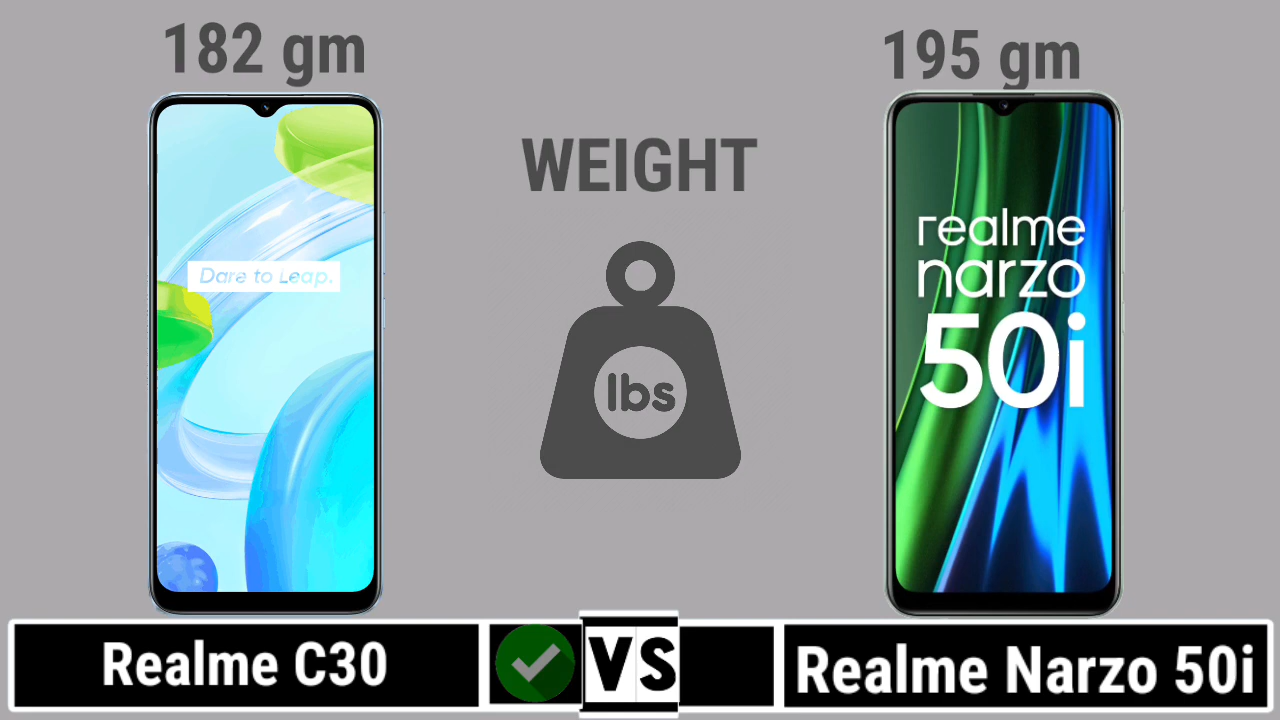 182 gm
195 gm
WEIGHT
Dare to Leap.
realme
narzo
50i
lbs
Realme C30
VS
Realme Narzo 50i